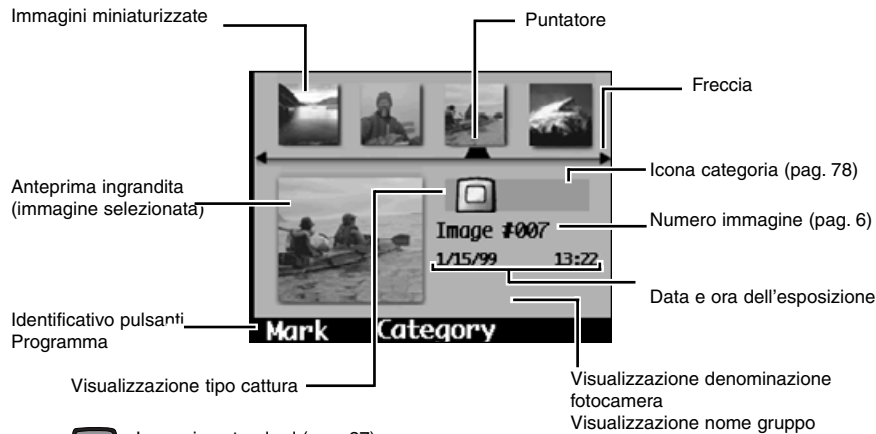 Immagini miniaturizzate
Puntatore
Freccia
Icona categoria (pag. 78)
Anteprima ingrandita
(immagine selezionata)
Numero immagine (pag. 6)
Image #007
1/15/99 13:22
Data e ora dell'esposizione
Identificativo pulsanti
Programma
Mark Category
Visualizzazione tipo cattura
Visualizzazione denominazione
fotocamera
Visualizzazione nome gruppo